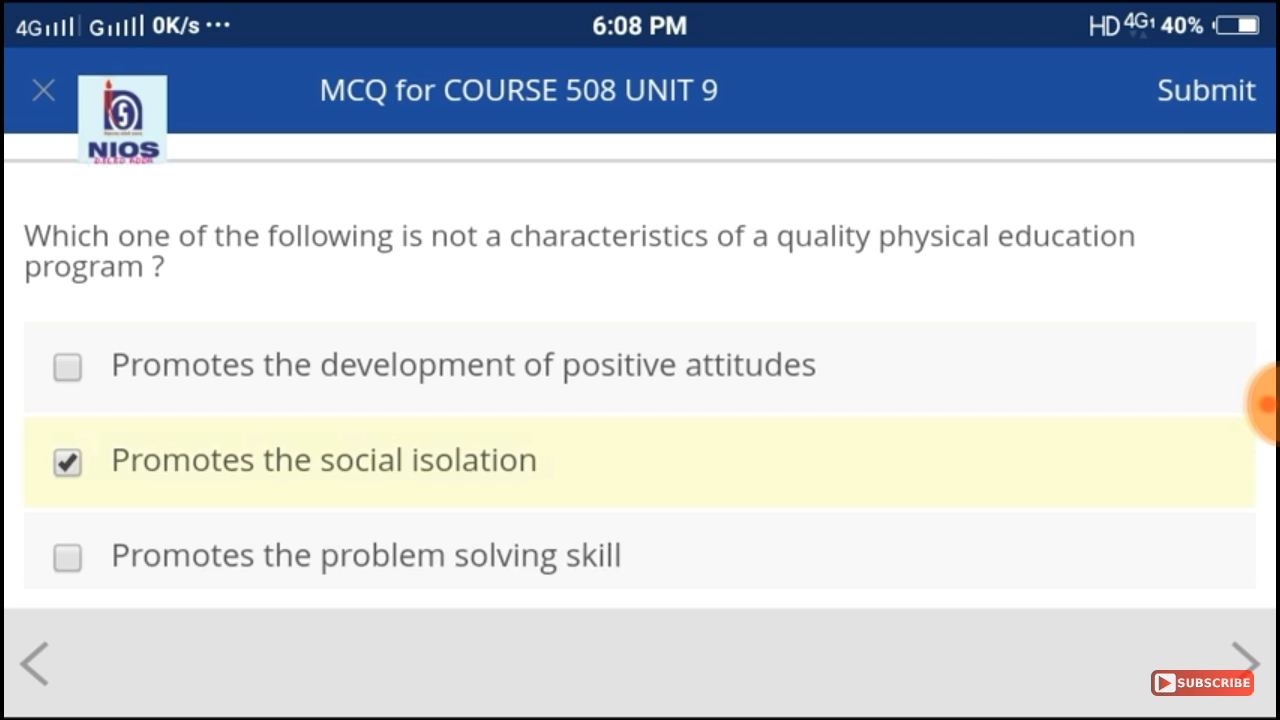 4G G 0K/s ... 6:08 PM HD 4G1 40%
MCQ for COURSE 508 UNIT 9 Submit
NIOS
Which one of the following is not a characteristics of a quality physical education
program ?
Promotes the development of positive attitudes
Promotes the social isolation
Promotes the problem solving skill
SUBSCRIBE